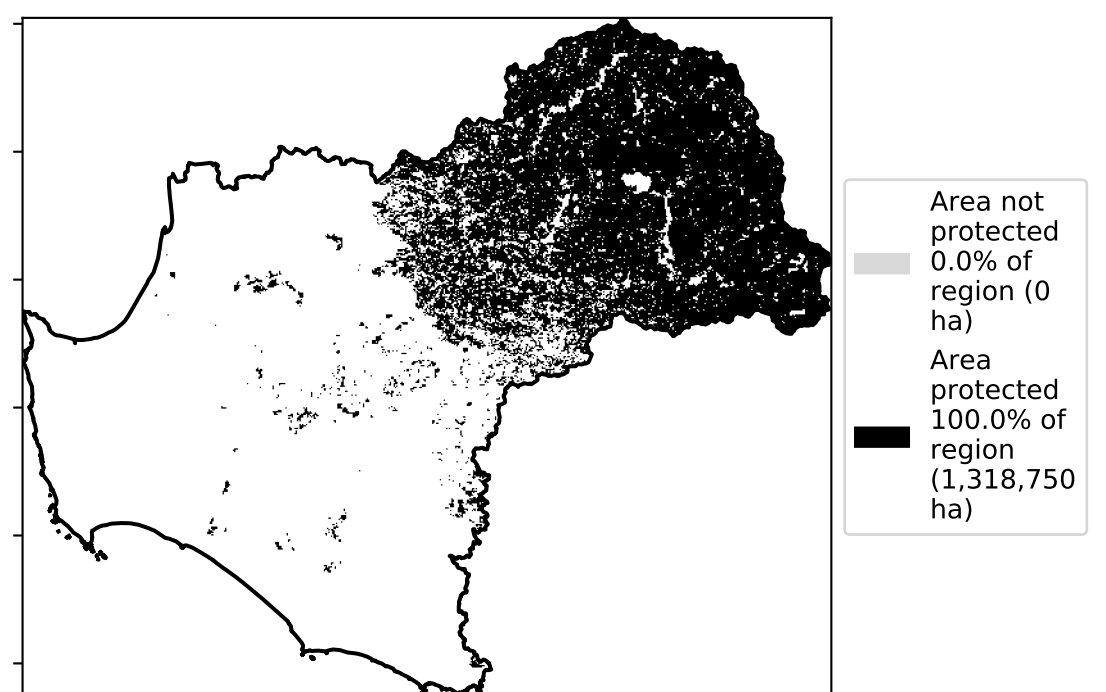 Area not
protected
0.0% of
region (0
ha)
Area
protected
100.0% of
region
(1,318,750
ha)